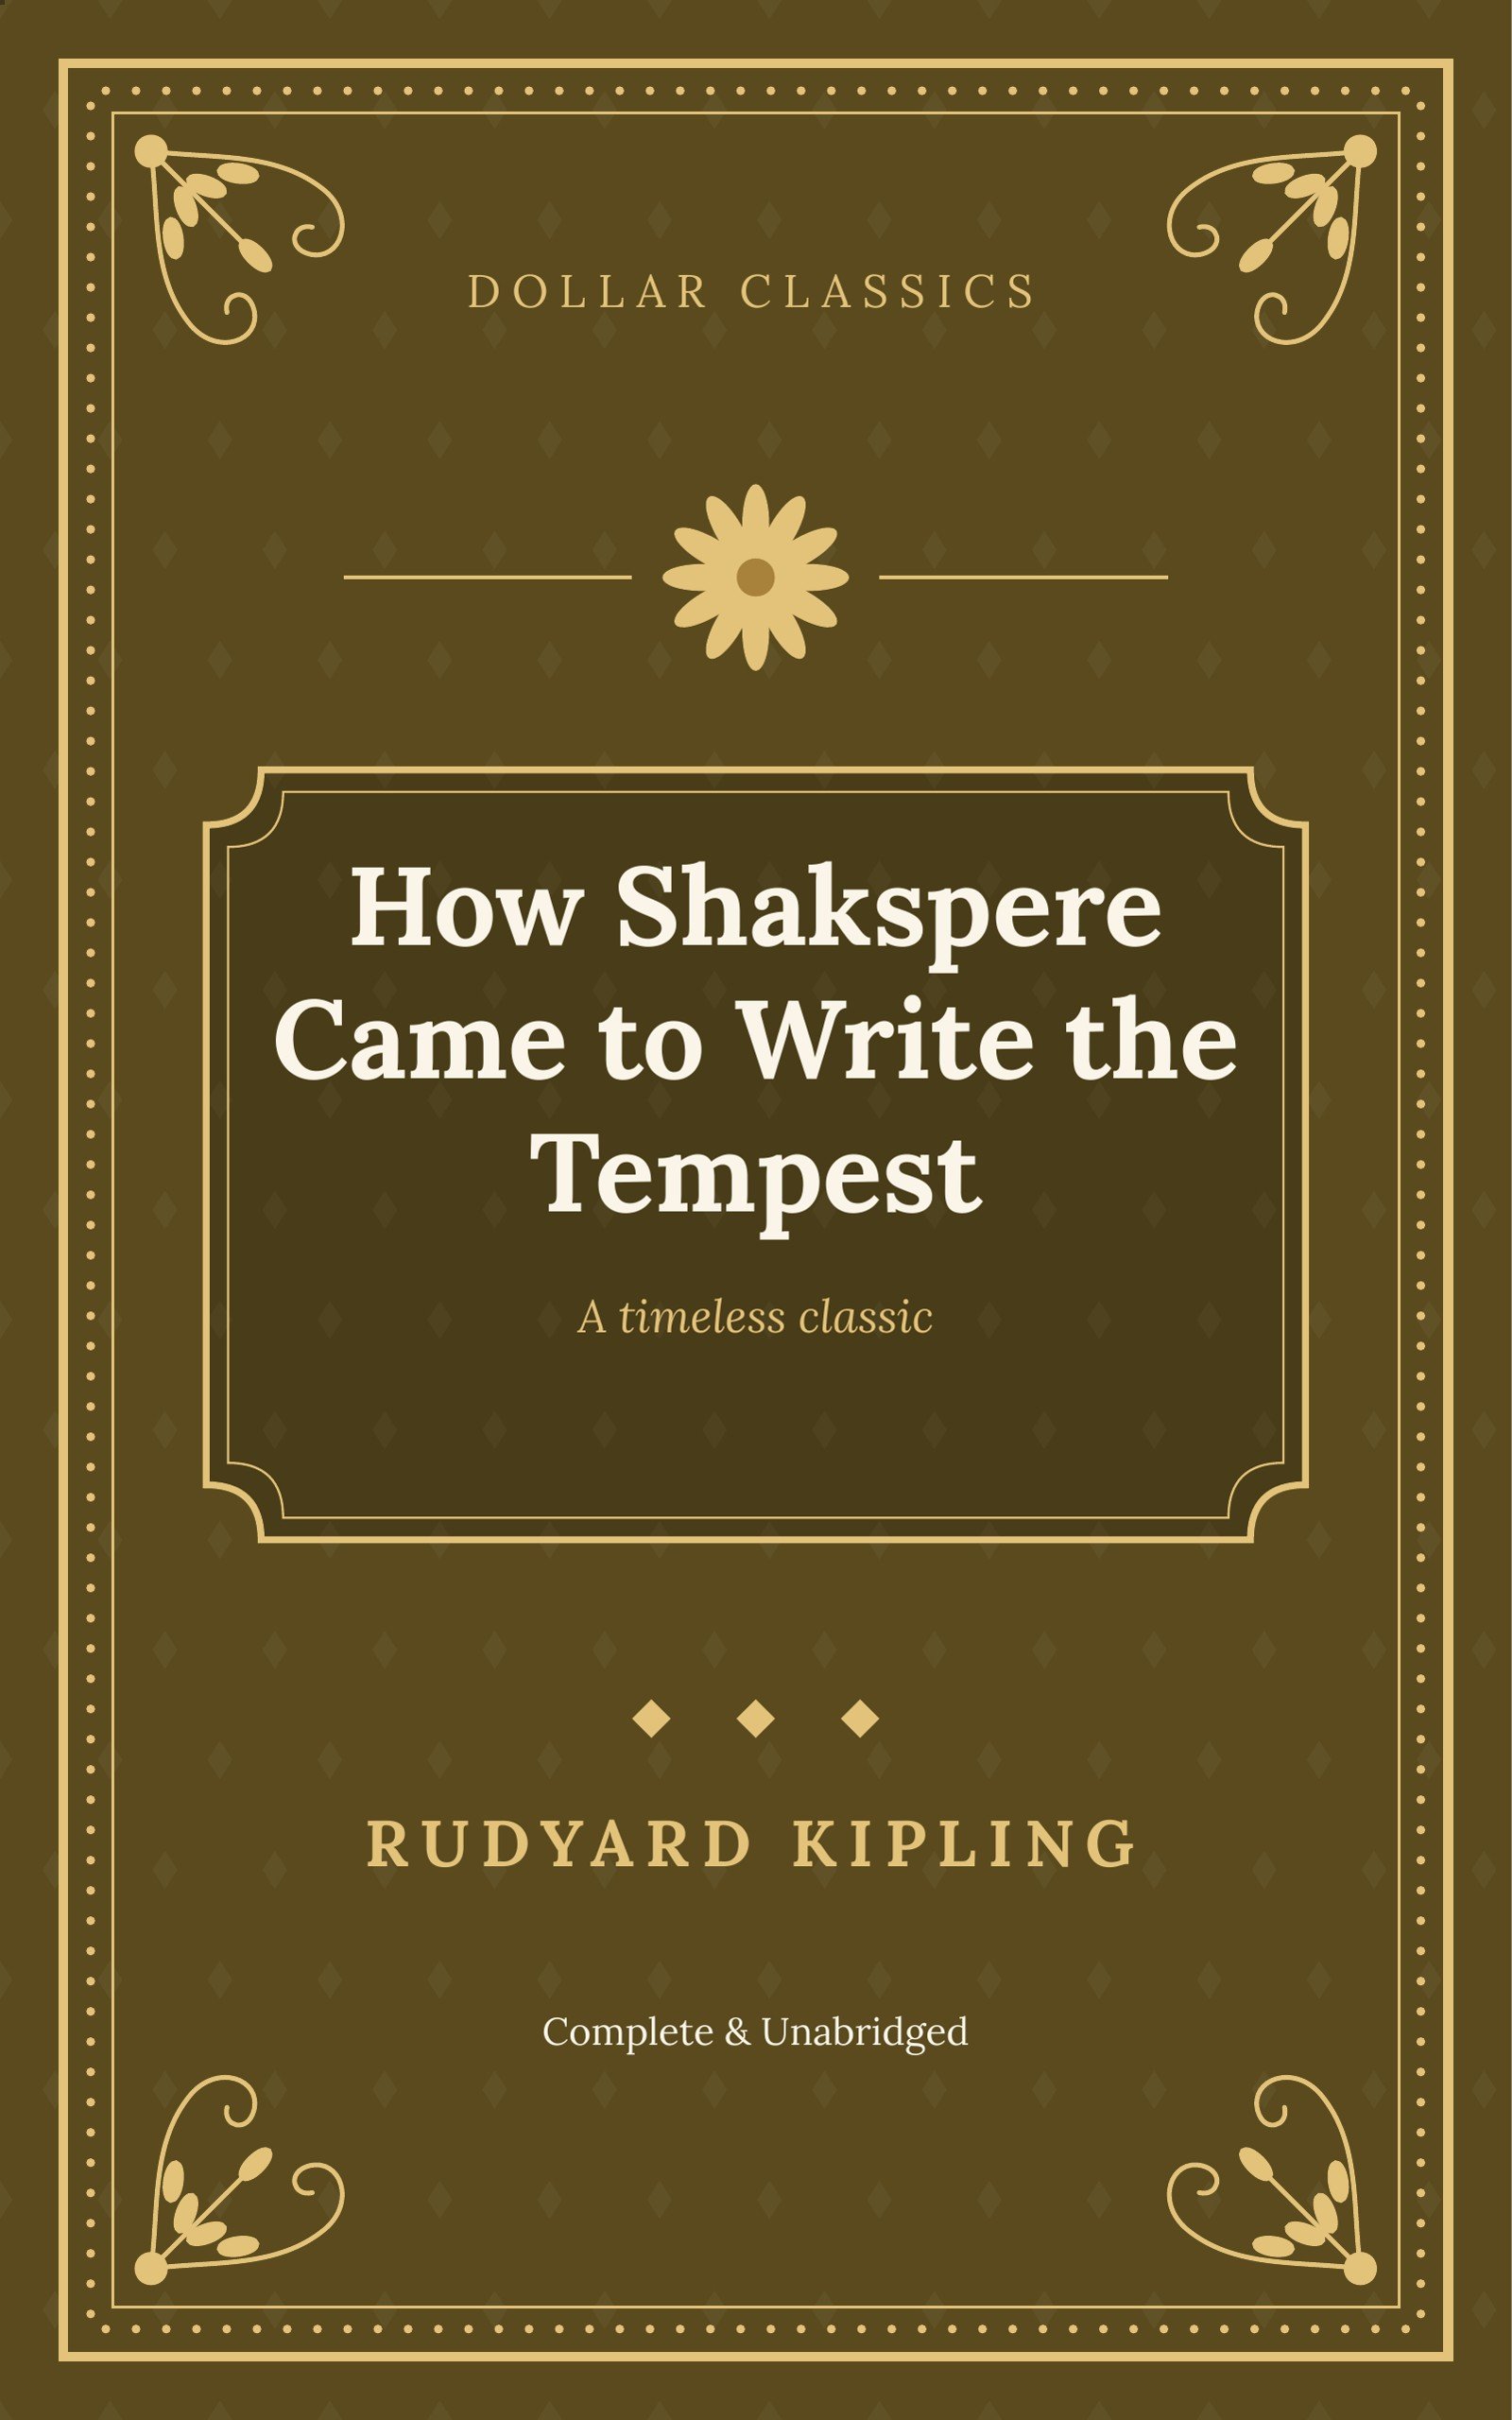 DOLLAR CLASSICS
How Shakspere
Came to Write the
Tempest
A timeless classic
RUDYARD KIPLING
Complete & Unabridged